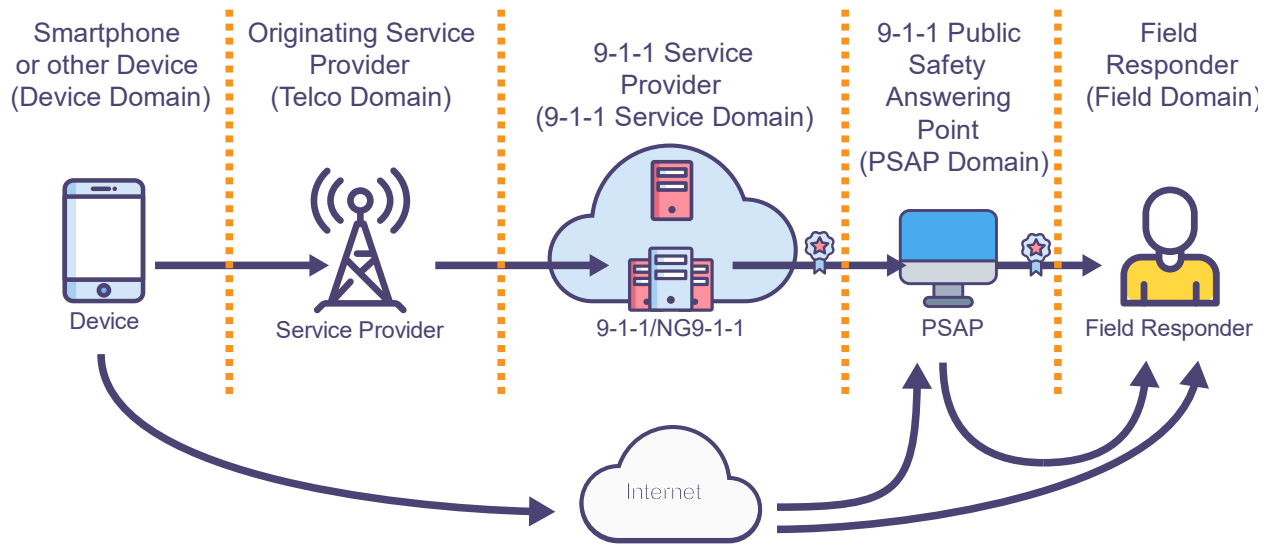 Smartphone
or other Device
(Device Domain)
Originating Service
Provider
(Telco Domain)
9-1-1 Service
Provider
(9-1-1 Service Domain)
9-1-1 Public
Safety
Answering
Point
(PSAP Domain)
Field
Responder
(Field Domain)
Device
Service Provider
9-1-1/NG9-1-1
PSAP
Field Responder
Internet